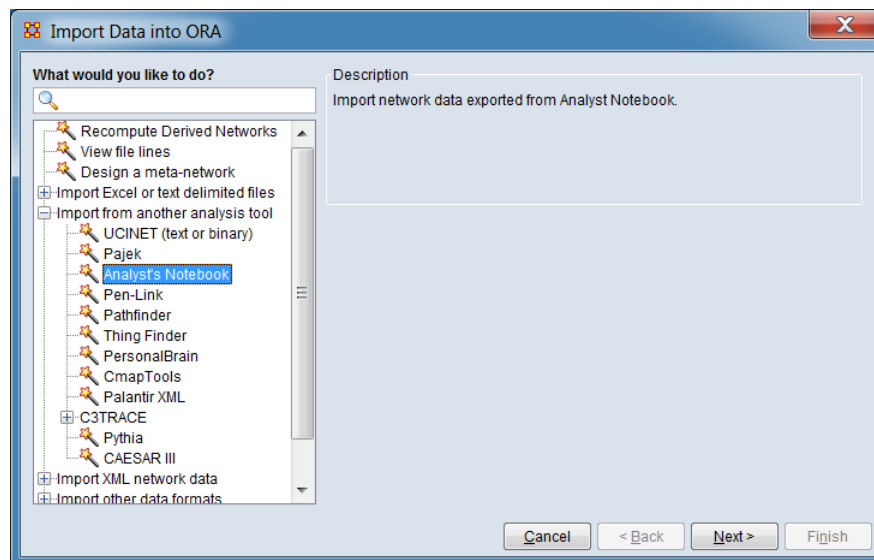 Import Data into ORA
What would you like to do?
Recompute Derived Networks
View file lines
Design a meta-network
Import Excel or text delimited files
Import from another analysis tool
UCINET (text or binary)
Pajek
Analyst's Notebook
Pen-Link
Pathfinder
Thing Finder
PersonalBrain
CmapTools
Palantir XML
C3TRACE
Pythia
CAESAR III
Import XML network data
Import other data formats
Description
Import network data exported from Analyst Notebook.
Cancel < Back Next > Finish